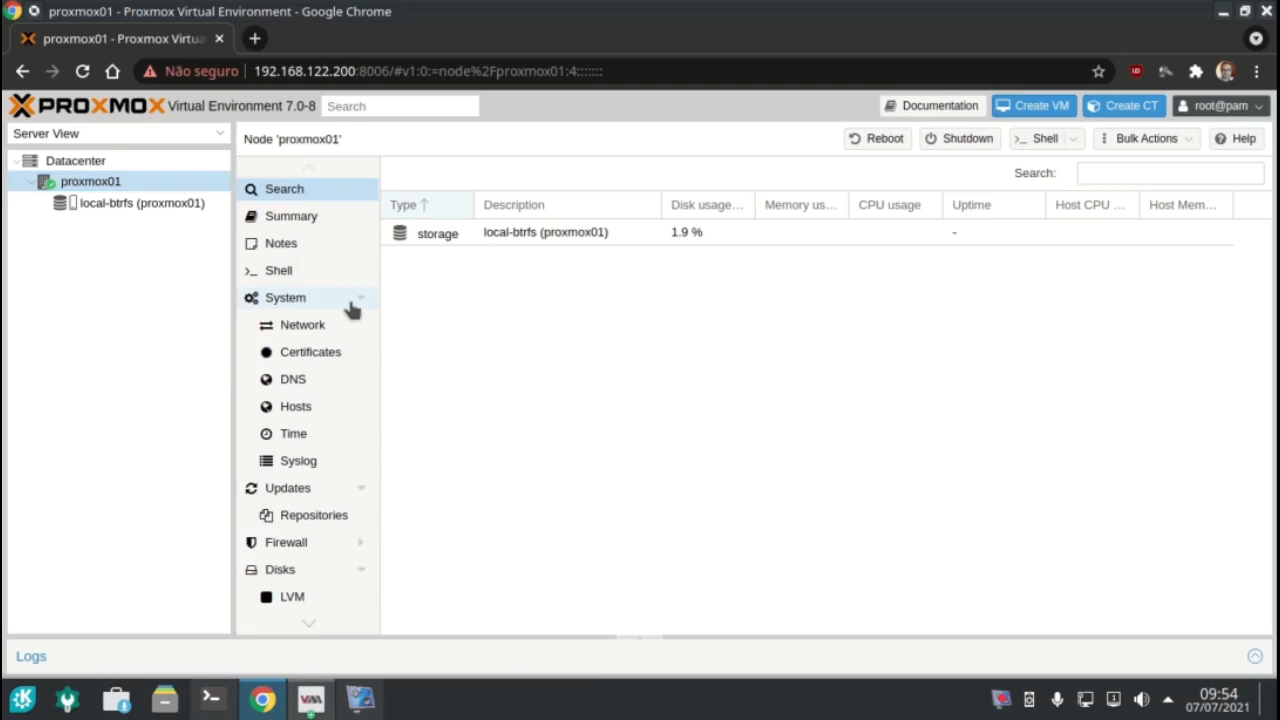 proxmox01 - Proxmox Virtual Environment - Google Chrome
proxmox01 - Proxmox Virtua
Não seguro 192.168.122.200:8006/#v1:0:=node%2Fproxmox01:4:::::::
PROXMOX Virtual Environment 7.0-8 Search Documentation Create VM Create CT root@pam
Server View
Node 'proxmox01' Reboot Shutdown Shell Bulk Actions Help
Datacenter
proxmox01
local-btrfs (proxmox01)
Search
Summary
Notes
Shell
System
Network
Certificates
DNS
Hosts
Time
Syslog
Updates
Repositories
Firewall
Disks
LVM
Search:
Type Description Disk usage... Memory us... CPU usage Uptime Host CPU ... Host Mem...
storage local-btrfs (proxmox01) 1.9 % -
Logs
09:54
07/07/2021